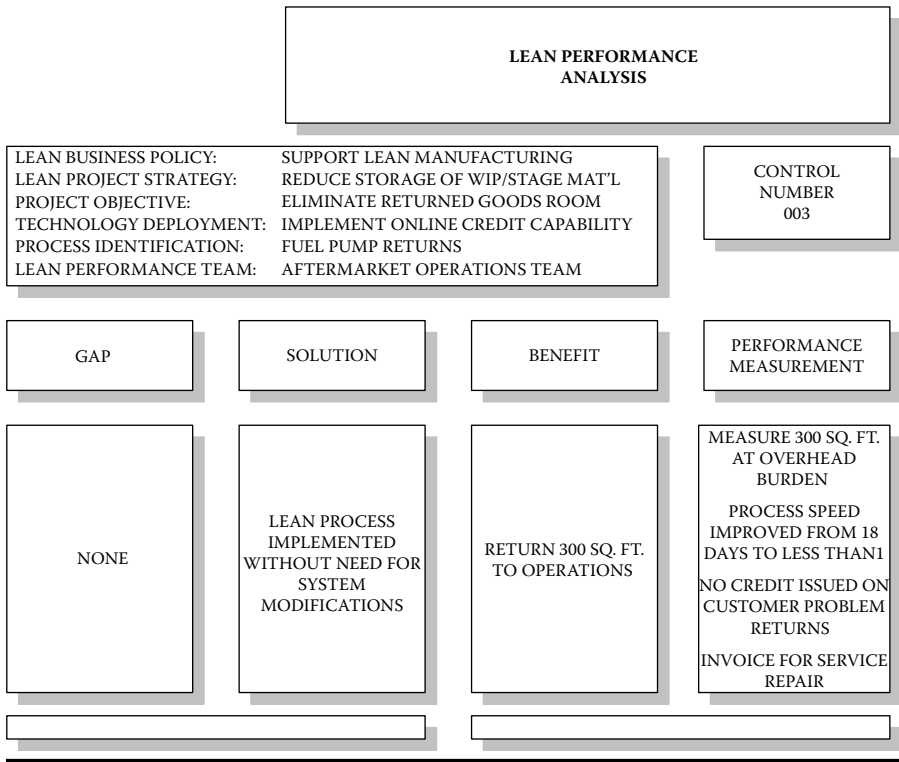 LEAN PERFORMANCE
ANALYSIS
LEAN BUSINESS POLICY: SUPPORT LEAN MANUFACTURING
LEAN PROJECT STRATEGY: REDUCE STORAGE OF WIP/STAGE MAT'L
PROJECT OBJECTIVE: ELIMINATE RETURNED GOODS ROOM
TECHNOLOGY DEPLOYMENT: IMPLEMENT ONLINE CREDIT CAPABILITY
PROCESS IDENTIFICATION: FUEL PUMP RETURNS
LEAN PERFORMANCE TEAM: AFTERMARKET OPERATIONS TEAM
CONTROL
NUMBER
003
GAP
SOLUTION
BENEFIT
PERFORMANCE
MEASUREMENT
NONE
LEAN PROCESS
IMPLEMENTED
WITHOUT NEED FOR
SYSTEM
MODIFICATIONS
RETURN 300 SQ. FT.
TO OPERATIONS
MEASURE 300 SQ. FT.
AT OVERHEAD
BURDEN
PROCESS SPEED
IMPROVED FROM 18
DAYS TO LESS THAN1
NO CREDIT ISSUED ON
CUSTOMER PROBLEM
RETURNS
INVOICE FOR SERVICE
REPAIR